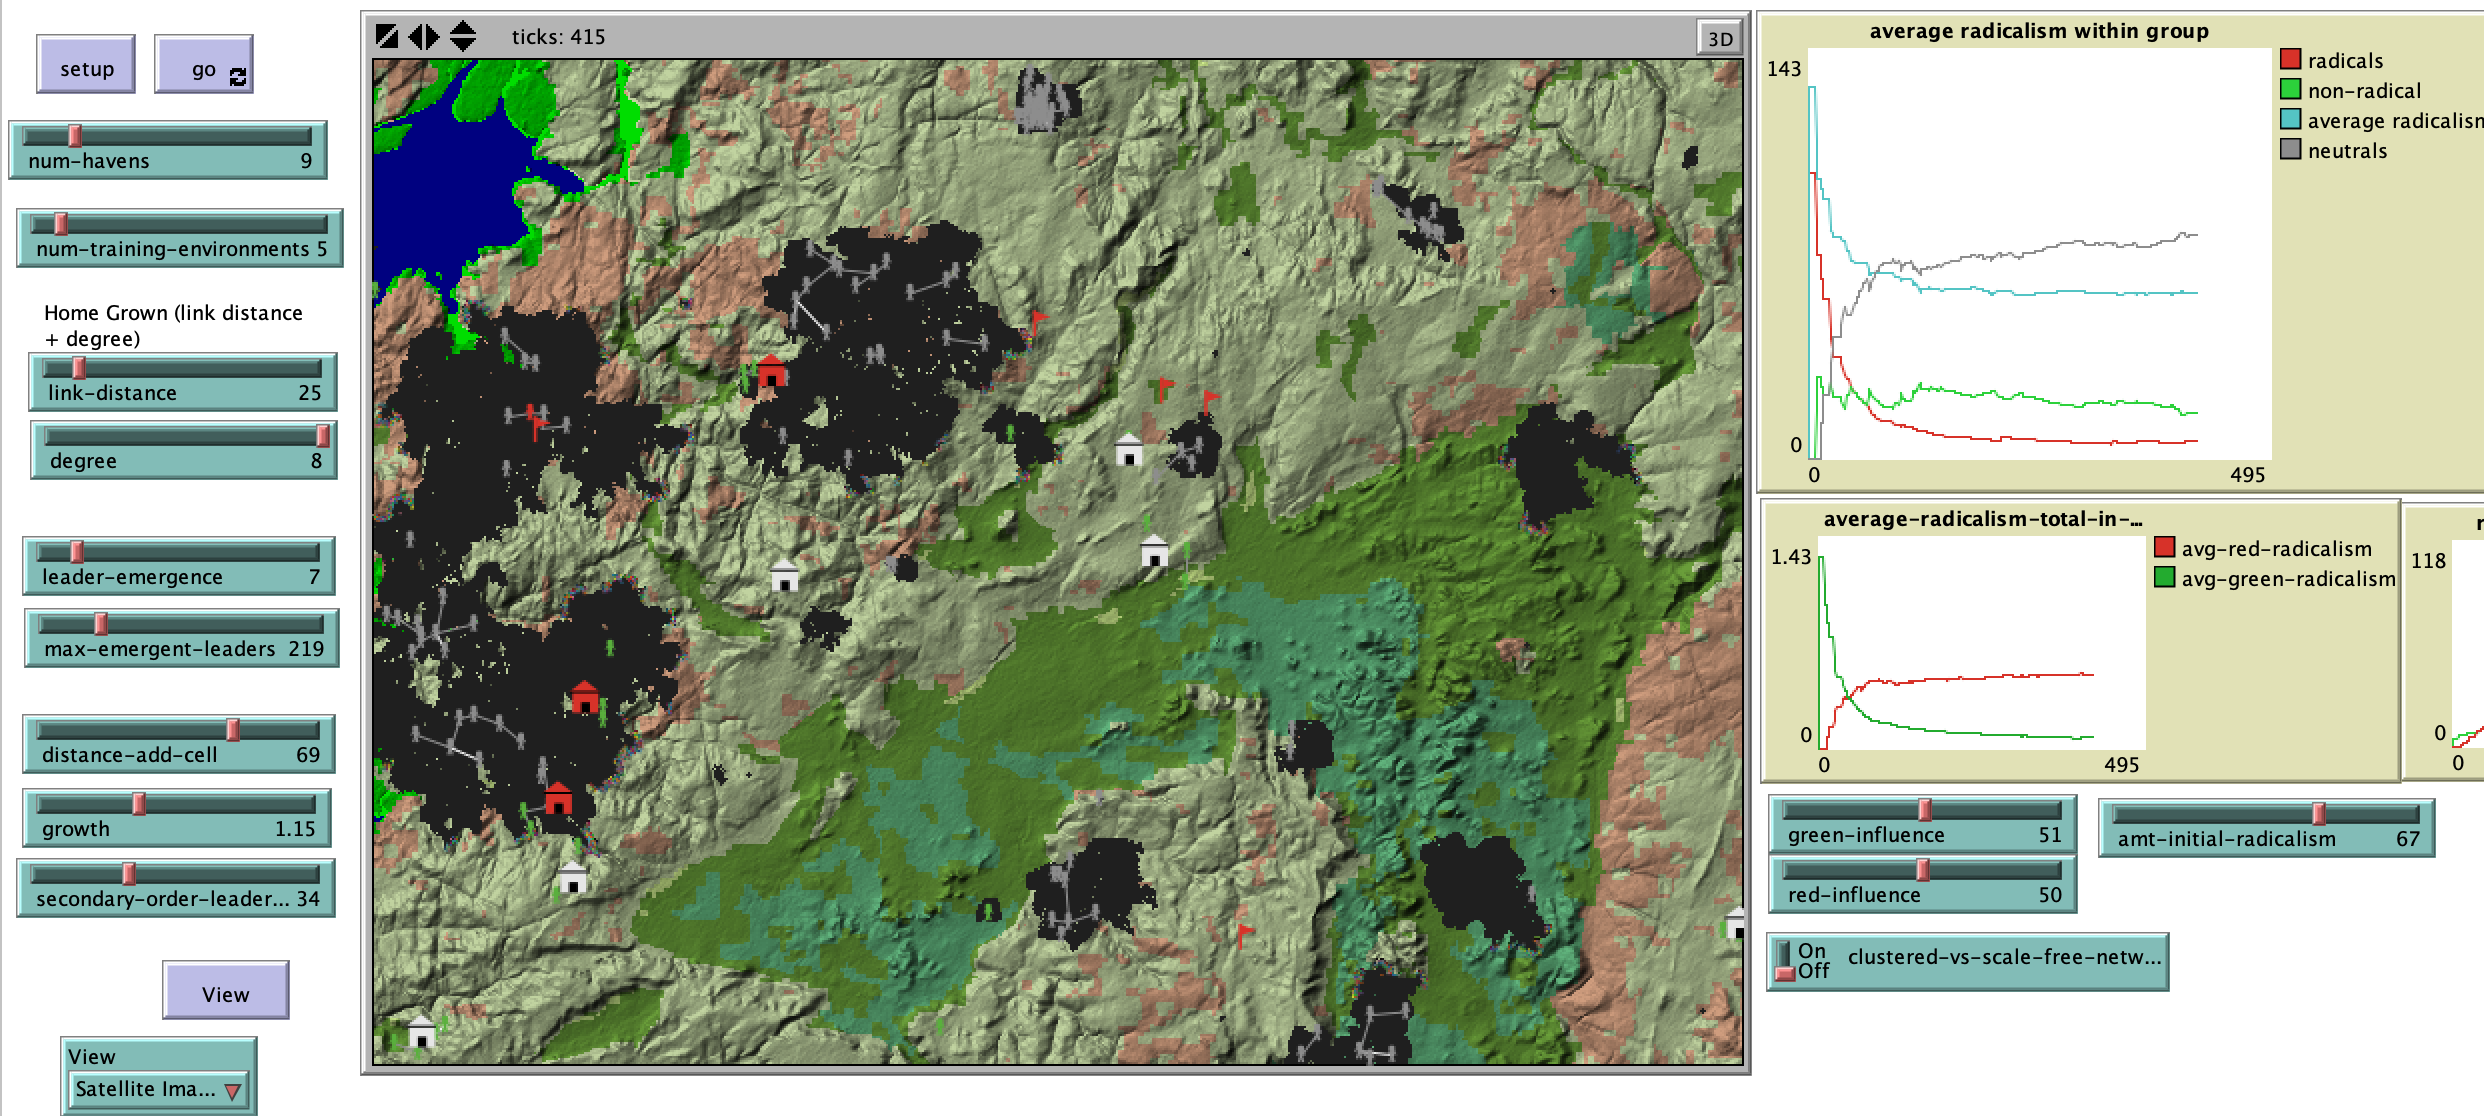 setup
go
num-havens 9
num-training-environments 5
Home Grown (link distance
+ degree)
link-distance 25
degree 8
leader-emergence 7
max-emergent-leaders 219
distance-add-cell 69
growth 1.15
secondary-order-leader... 34
View
View
Satellite Ima...
ticks: 415
3D
average radicalism within group
143
0
0
495
radicals
non-radical
average radicalism
neutrals
average-radicalism-total-in-...
1.43
0
0
495
avg-red-radicalism
avg-green-radicalism
118
0
0
green-influence 51
red-influence 50
amt-initial-radicalism 67
On
Off
clustered-vs-scale-free-netw...